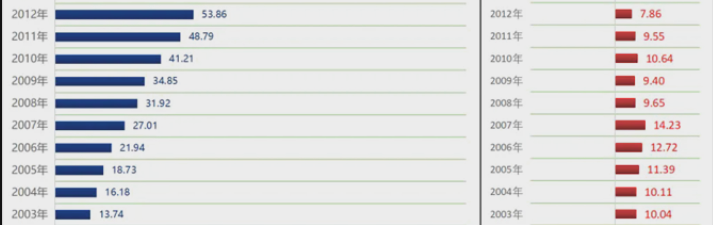 2012年 53.86 2012年 7.86
2011年 48.79 2011年 9.55
2010年 41.21 2010年 10.64
2009年 34.85 2009年 9.40
2008年 31.92 2008年 9.65
2007年 27.01 2007年 14.23
2006年 21.94 2006年 12.72
2005年 18.73 2005年 11.39
2004年 16.18 2004年 10.11
2003年 13.74 2003年 10.04